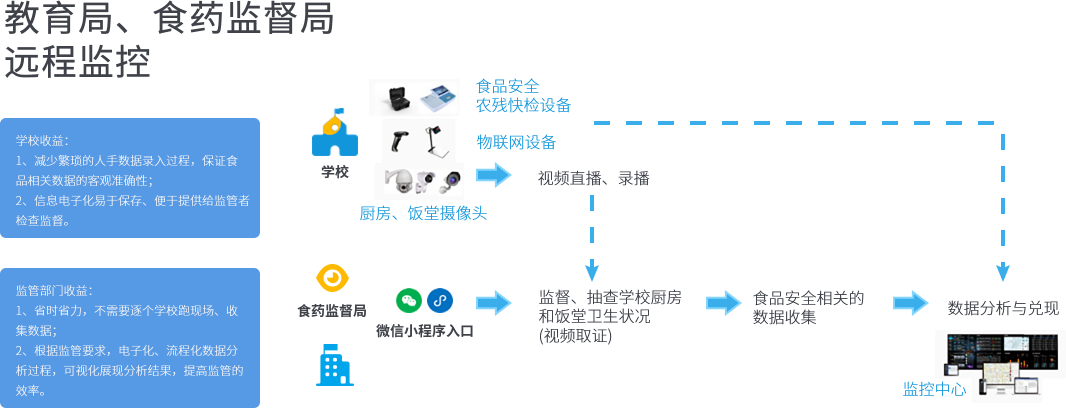 教育局、食药监督局
远程监控
学校收益：
1、减少繁琐的人手数据录入过程，保证食
品相关数据的客观准确性；
2、信息电子化易于保存、便于提供给监管者
检查监督。
学校
食品安全
农残快检设备
物联网设备
厨房、饭堂摄像头
视频直播、录播
监管部门收益：
1、省时省力，不需要逐个学校跑现场、收
集数据；
2、根据监管要求，电子化、流程化数据分
析过程，可视化展现分析结果，提高监管的
效率。
食药监督局
微信小程序入口
监督、抽查学校厨房
和饭堂卫生状况
(视频取证)
食品安全相关的
数据收集
数据分析与兑现
监控中心